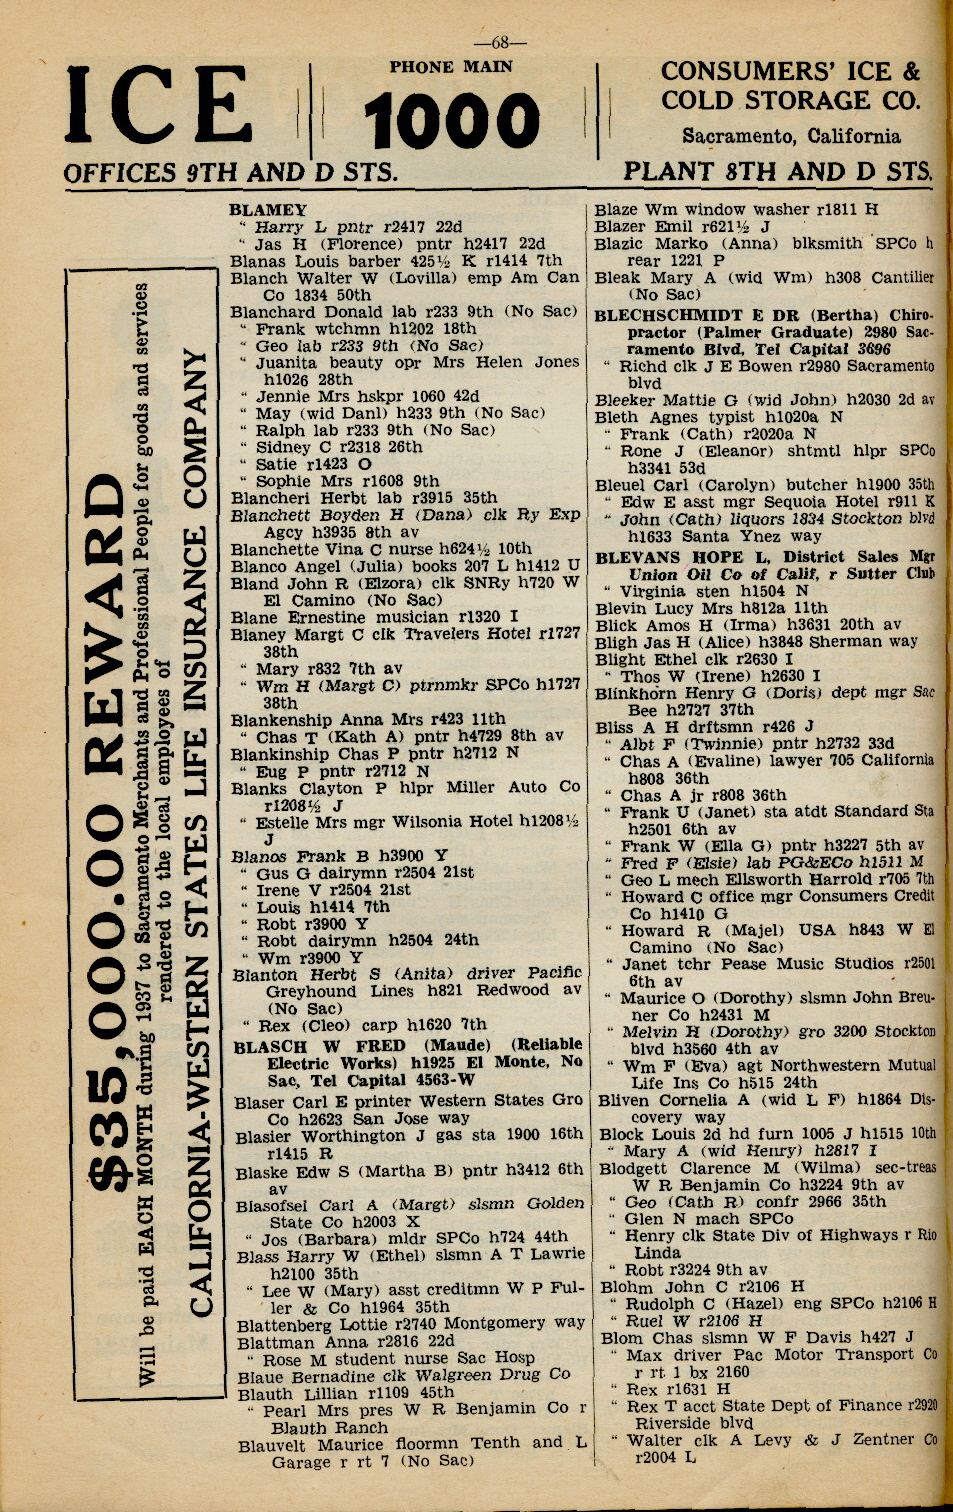 —68—
ICE
PHONE MAIN
1000
CONSUMERS' ICE &
COLD STORAGE CO.
Sacramento, California
OFFICES 9TH AND D STS.
PLANT 8TH AND D STS.
$35,000.00 REWARD
Will be paid EACH MONTH during 1937 to Sacramento Merchants and Professional People for goods and services
rendered to the local employees of
CALIFORNIA-WESTERN STATES LIFE INSURANCE COMPANY
BLAMEY
" Harry L pntr r2417 22d
" Jas H (Florence) pntr h2417 22d
Blanas Louis barber 425½ K r1414 7th
Blanch Walter W (Lovilla) emp Am Can
Co 1834 50th
Blanchard Donald lab r233 9th (No Sac)
" Frank wtchmn h1202 18th
" Geo lab r233 9th (No Sac)
" Juanita beauty opr Mrs Helen Jones
h1026 28th
" Jennie Mrs hskpr 1060 42d
" May (wid Danl) h233 9th (No Sac)
" Ralph lab r233 9th (No Sac)
" Sidney C r2318 26th
" Satie r1423 O
" Sophie Mrs r1608 9th
Blancheri Herbt lab r3915 35th
Blanchett Boyden H (Dana) clk Ry Exp
Agcy h3935 8th av
Blanchette Vina C nurse h624½ 10th
Blanco Angel (Julia) books 207 L h1412 U
Bland John R (Elzora) clk SNRy h720 W
El Camino (No Sac)
Blane Ernestine musician r1320 I
Blaney Margt C clk Travelers Hotel r1727
38th
" Mary r832 7th av
" Wm H (Margt C) ptrnmkr SPCo h1727
38th
Blankenship Anna Mrs r423 11th
" Chas T (Kath A) pntr h4729 8th av
Blankinship Chas P pntr h2712 N
" Eug P pntr r2712 N
Blanks Clayton P hlpr Miller Auto Co
r1208½ J
" Estelle Mrs mgr Wilsonia Hotel h1208½
J
Blanos Frank B h3900 Y
" Gus G dairymn r2504 21st
" Irene V r2504 21st
" Louis h1414 7th
" Robt r3900 Y
" Robt dairymn h2504 24th
" Wm r3900 Y
Blanton Herbt S (Anita) driver Pacific
Greyhound Lines h821 Redwood av
(No Sac)
" Rex (Cleo) carp h1620 7th
BLASCH W FRED (Maude) (Reliable
Electric Works) h1925 El Monte, No
Sac, Tel Capital 4563-W
Blaser Carl E printer Western States Gro
Co h2623 San Jose way
Blasier Worthington J gas sta 1900 16th
r1415 R
Blaske Edw S (Martha B) pntr h3412 6th
av
Blasofsel Carl A (Margt) slsmn Golden
State Co h2003 X
" Jos (Barbara) mldr SPCo h724 44th
Blass Harry W (Ethel) slsmn A T Lawrie
h2100 35th
" Lee W (Mary) asst creditmn W P Ful-
ler & Co h1964 35th
Blattenberg Lottie r2740 Montgomery way
Blattman Anna r2816 22d
" Rose M student nurse Sac Hosp
Blaue Bernadine clk Walgreen Drug Co
Blauth Lillian r1109 45th
" Pearl Mrs pres W R Benjamin Co r
Blauth Ranch
Blauvelt Maurice floormn Tenth and L
Garage r rt 7 (No Sac)
Blaze Wm window washer r1811 H
Blazer Emil r621½ J
Blazic Marko (Anna) blksmith SPCo h
rear 1221 P
Bleak Mary A (wid Wm) h308 Cantilier
(No Sac)
BLECHSCHMIDT E DR (Bertha) Chiro-
practor (Palmer Graduate) 2980 Sac-
ramento Blvd, Tel Capital 3696
" Richd clk J E Bowen r2980 Sacramento
blvd
Bleeker Mattie G (wid John) h2030 2d av
Bleth Agnes typist h1020a N
" Frank (Cath) r2020a N
" Rone J (Eleanor) shtmtl hlpr SPCo
h3341 53d
Bleuel Carl (Carolyn) butcher h1900 35th
" Edw E asst mgr Sequoia Hotel r911 K
" John (Cath) liquors 1834 Stockton blvd
h1633 Santa Ynez way
BLEVANS HOPE L, District Sales Mgr
Union Oil Co of Calif, r Sutter Club
" Virginia sten h1504 N
Blevin Lucy Mrs h812a 11th
Blick Amos H (Irma) h3631 20th av
Bligh Jas H (Alice) h3848 Sherman way
Blight Ethel clk r2630 I
" Thos W (Irene) h2630 I
Blinkhorn Henry G (Doris) dept mgr Sac
Bee h2727 37th
Bliss A H drftsmn r426 J
" Albt F (Twinnie) pntr h2732 33d
" Chas A (Evaline) lawyer 705 California
h808 36th
" Chas A jr r808 36th
" Frank U (Janet) sta atdt Standard Sta
h2501 6th av
" Frank W (Ella G) pntr h3227 5th av
" Fred F (Elsie) lab PG&ECo h1511 M
" Geo L mech Ellsworth Harrold r705 7th
" Howard C office mgr Consumers Credit
Co h1410 G
" Howard R (Majel) USA h843 W El
Camino (No Sac)
" Janet tchr Pease Music Studios r2501
6th av
" Maurice O (Dorothy) slsmn John Breu-
ner Co h2431 M
" Melvin H (Dorothy) gro 3200 Stockton
blvd h3560 4th av
" Wm F (Eva) agt Northwestern Mutual
Life Ins Co h515 24th
Bliven Cornelia A (wid L F) h1864 Dis-
covery way
Block Louis 2d hd furn 1005 J h1515 10th
" Mary A (wid Henry) h2817 I
Blodgett Clarence M (Wilma) sec-treas
W R Benjamin Co h3224 9th av
" Geo (Cath R) confr 2966 35th
" Glen N mach SPCo
" Henry clk State Div of Highways r Rio
Linda
" Robt r3224 9th av
Blohm John C r2106 H
" Rudolph C (Hazel) eng SPCo h2106 H
" Ruel W r2106 H
Blom Chas slsmn W F Davis h427 J
" Max driver Pac Motor Transport Co
r rt 1 bx 2160
" Rex r1631 H
" Rex T acct State Dept of Finance r2920
Riverside blvd
" Walter clk A Levy & J Zentner Co
r2004 L